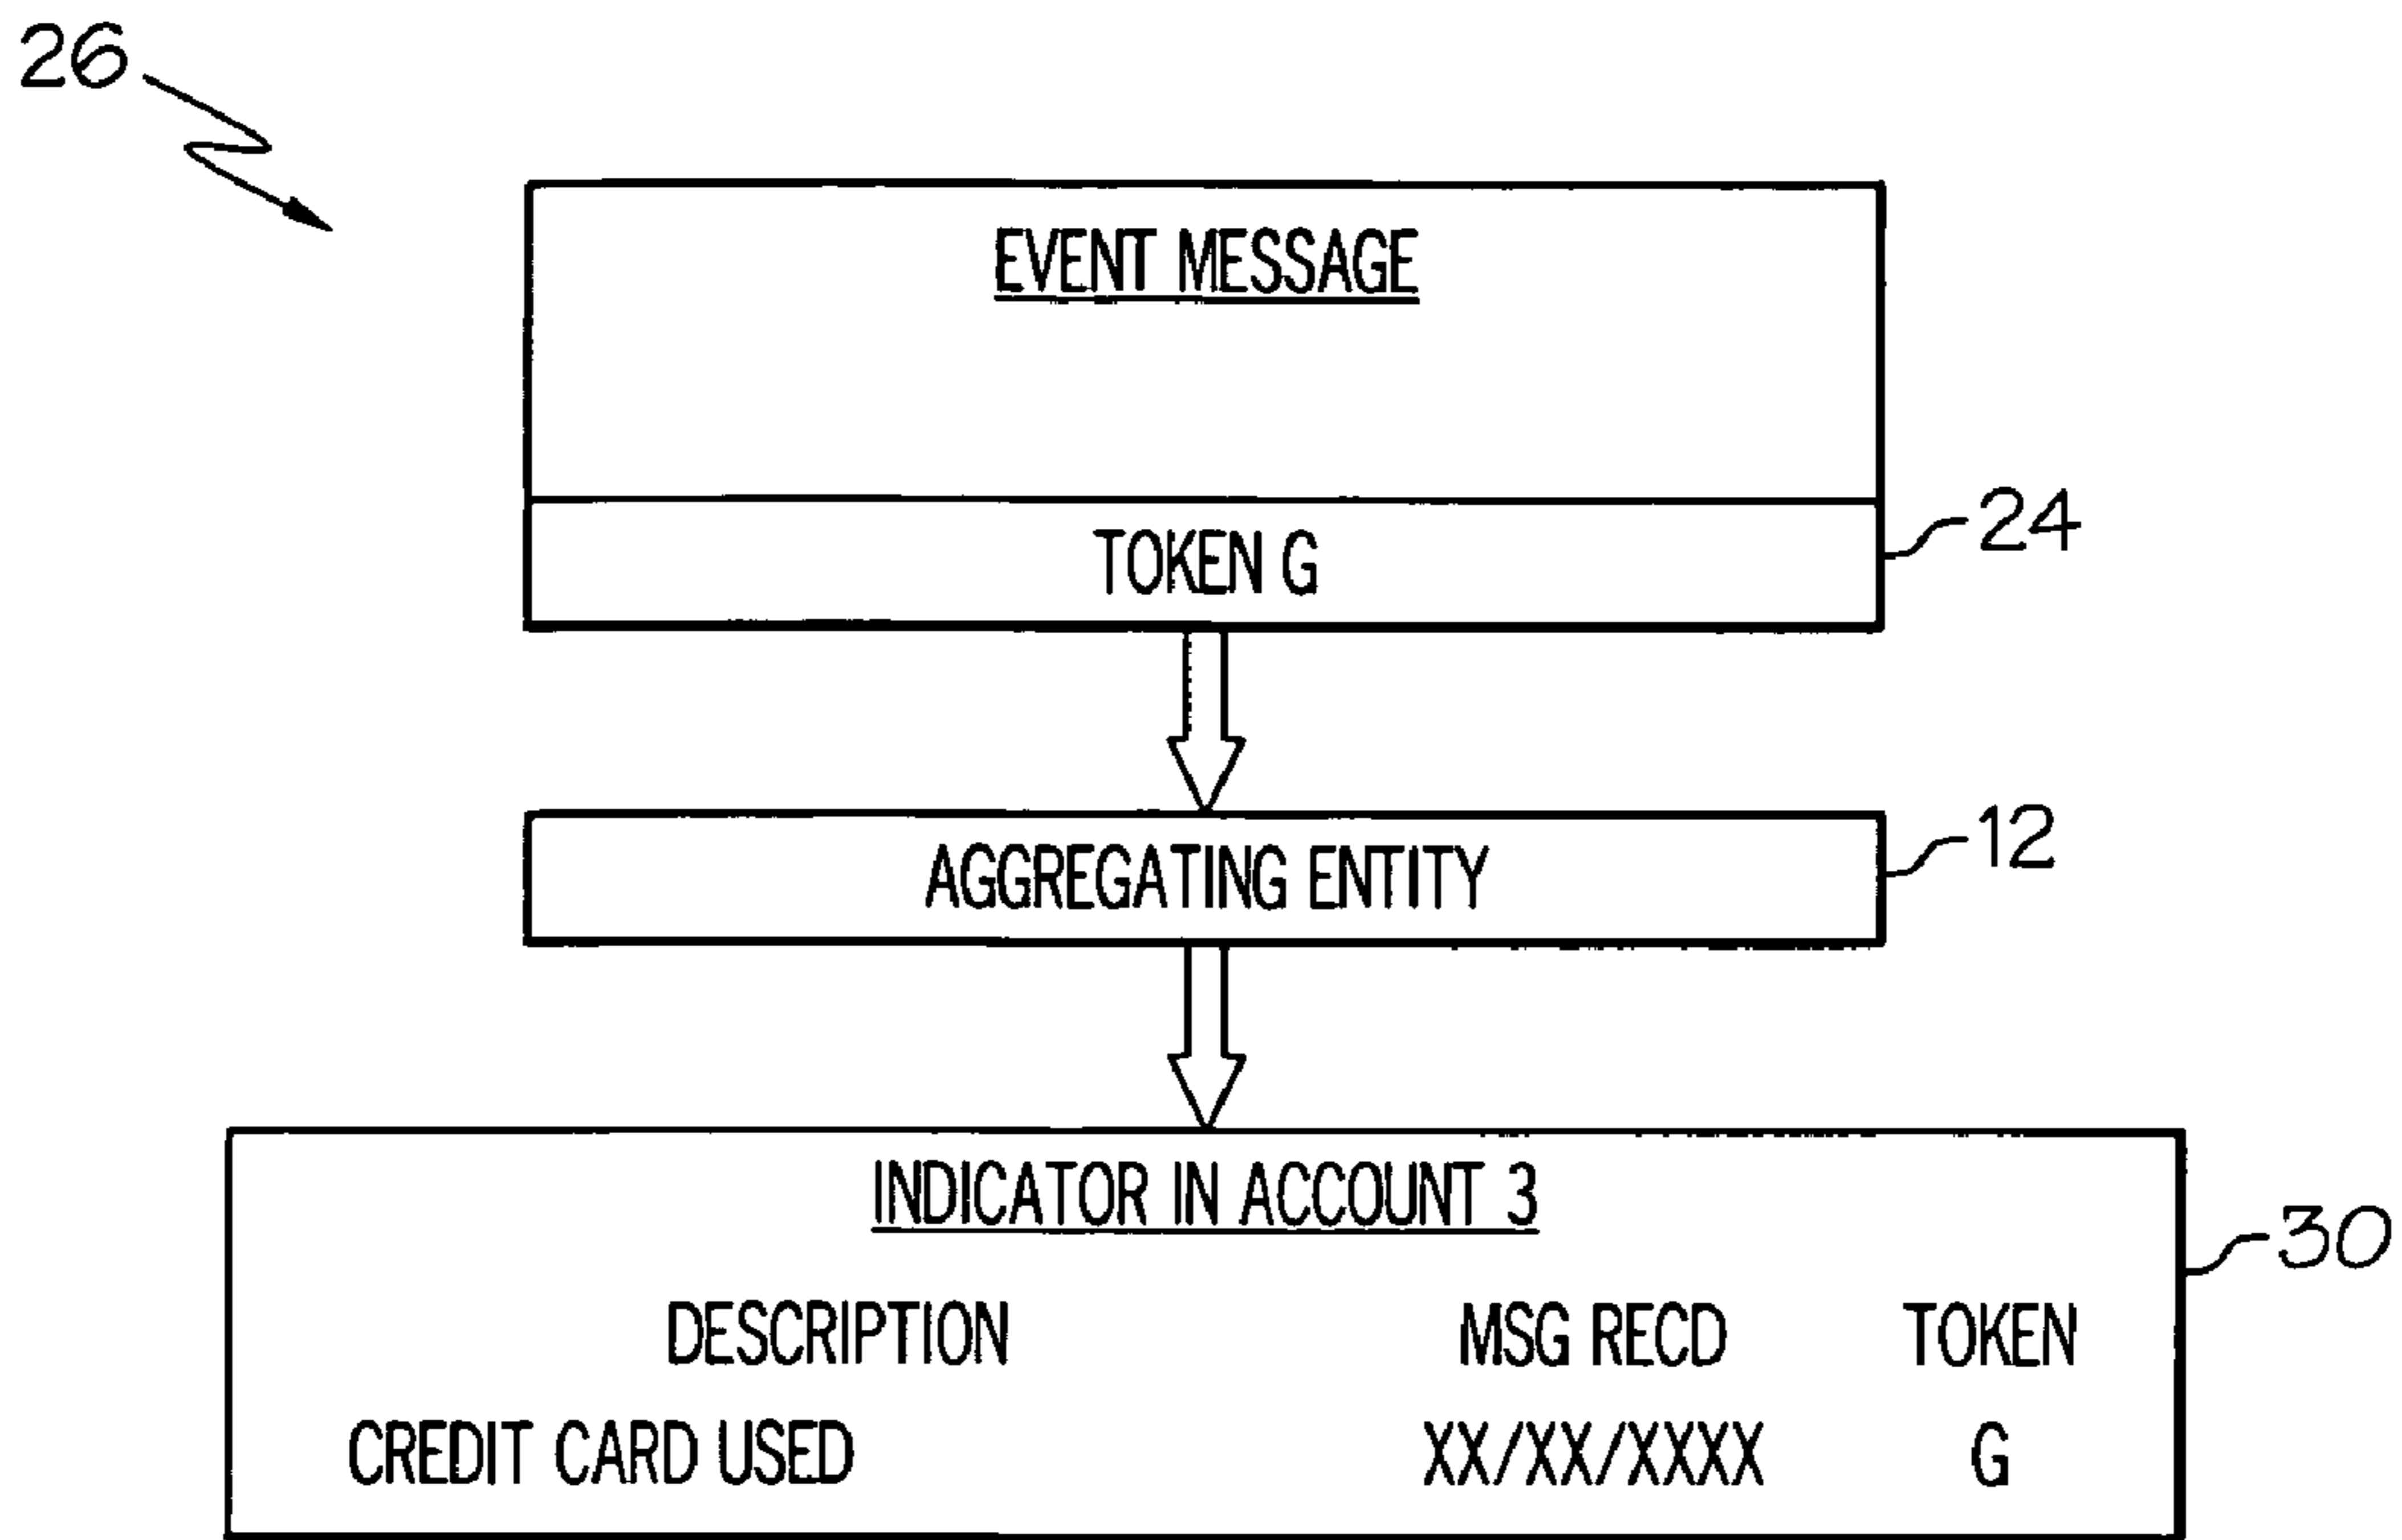 26
EVENT MESSAGE
TOKEN G
24
AGGREGATING ENTITY
12
INDICATOR IN ACCOUNT 3
30
DESCRIPTION MSG RECD TOKEN
CREDIT CARD USED XX/XX/XXXX G